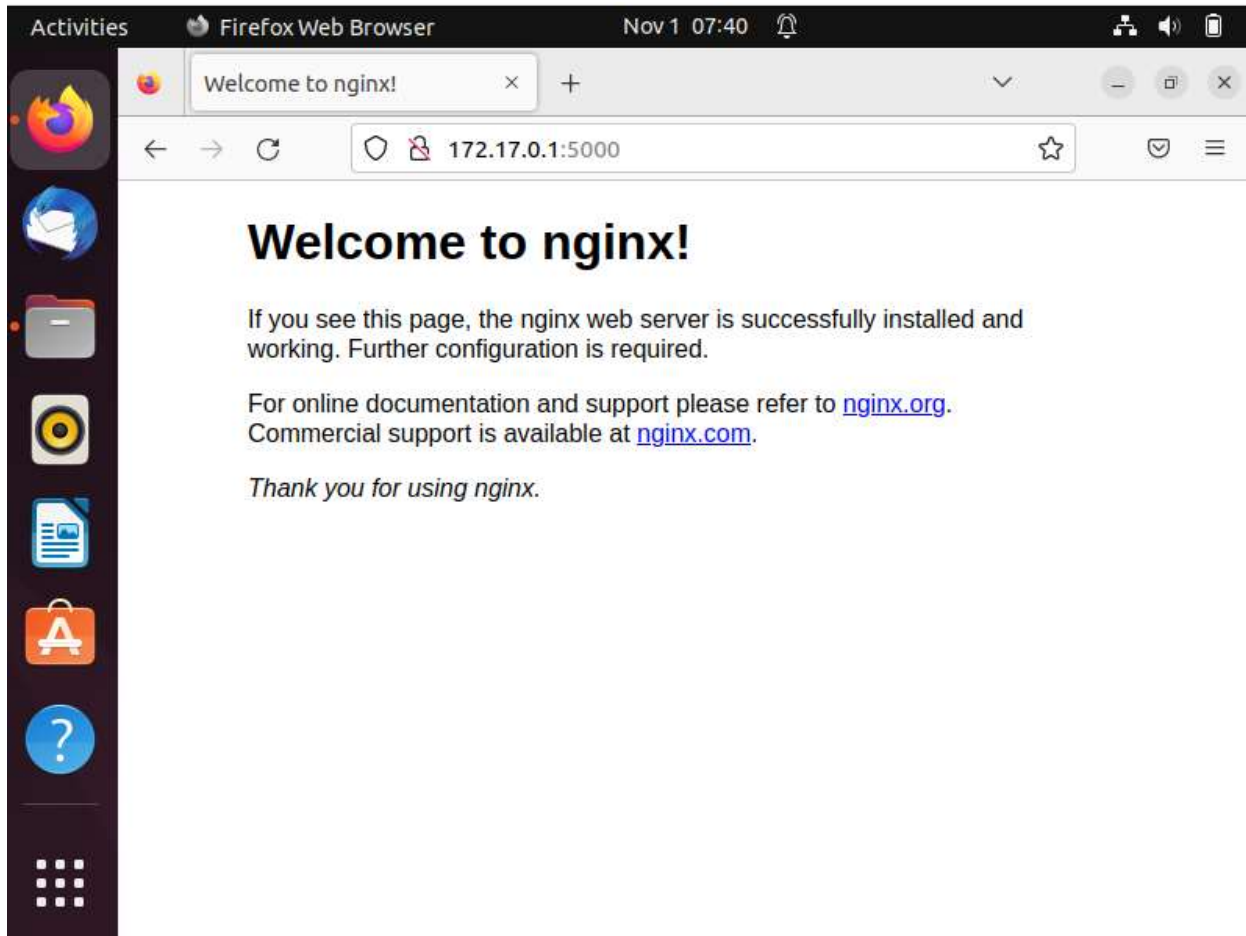 Activities Firefox Web Browser Nov 1 07:40
Welcome to nginx!
172.17.0.1:5000
Welcome to nginx!
If you see this page, the nginx web server is successfully installed and
working. Further configuration is required.
For online documentation and support please refer to nginx.org.
Commercial support is available at nginx.com.
Thank you for using nginx.